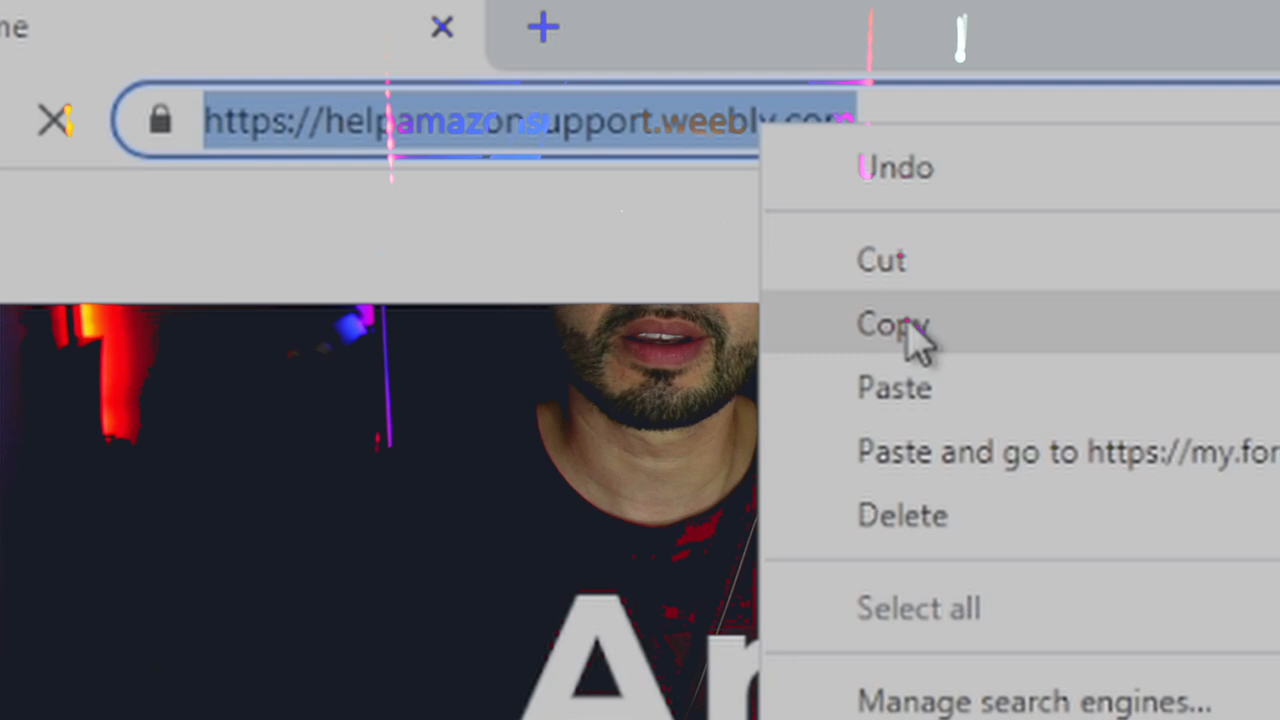 me
https://helpamazonsupport.weebly.com
Undo
Cut
Copy
Paste
Paste and go to https://my.for
Delete
Select all
Manage search engines...